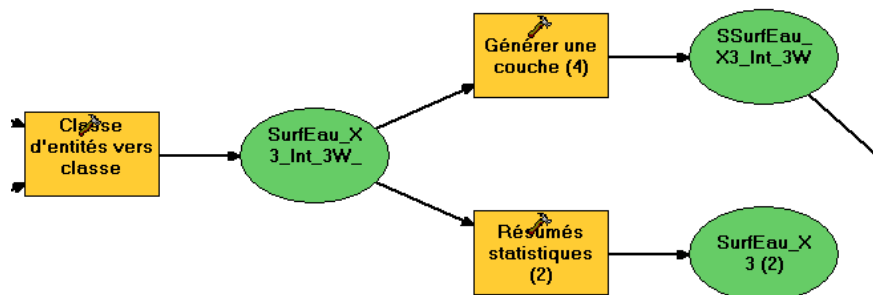 Générer une
couche (4)
SSurfEau_
X3_Int_3W
Classe
d'entités vers
classe
SurfEau_X
3_Int_3W_
Résumés
statistiques
(2)
SurfEau_X
3 (2)